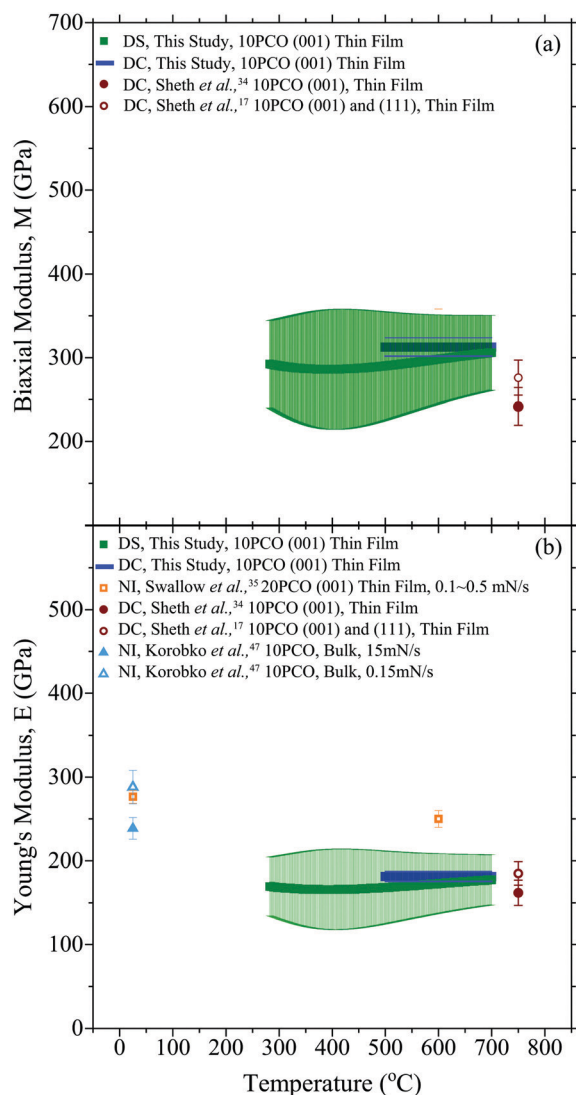 (a)
DS, This Study, 10PCO (001) Thin Film
DC, This Study, 10PCO (001) Thin Film
DC, Sheth et al.,34 10PCO (001), Thin Film
DC, Sheth et al.,17 10PCO (001) and (111), Thin Film
Biaxial Modulus, M (GPa)
700
600
500
400
300
200
(b)
DS, This Study, 10PCO (001) Thin Film
DC, This Study, 10PCO (001) Thin Film
NI, Swallow et al.,35 20PCO (001) Thin Film, 0.1~0.5 mN/s
DC, Sheth et al.,34 10PCO (001), Thin Film
DC, Sheth et al.,17 10PCO (001) and (111), Thin Film
NI, Korobko et al.,47 10PCO, Bulk, 15mN/s
NI, Korobko et al.,47 10PCO, Bulk, 0.15mN/s
Young's Modulus, E (GPa)
500
400
300
200
100
0
0 100 200 300 400 500 600 700 800
Temperature (°C)